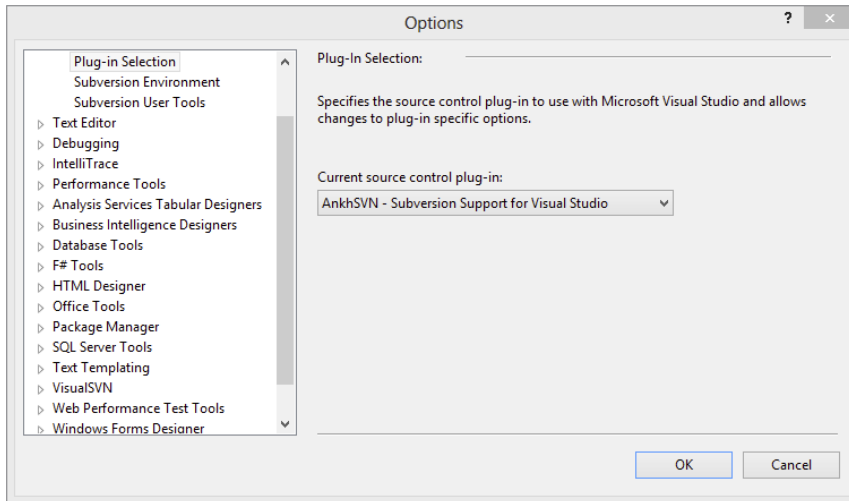 Options
?
Plug-in Selection
Subversion Environment
Subversion User Tools
Text Editor
Debugging
IntelliTrace
Performance Tools
Analysis Services Tabular Designers
Business Intelligence Designers
Database Tools
F# Tools
HTML Designer
Office Tools
Package Manager
SQL Server Tools
Text Templating
VisualSVN
Web Performance Test Tools
Windows Forms Designer
Plug-In Selection:
Specifies the source control plug-in to use with Microsoft Visual Studio and allows
changes to plug-in specific options.
Current source control plug-in:
AnkhSVN - Subversion Support for Visual Studio
OK
Cancel